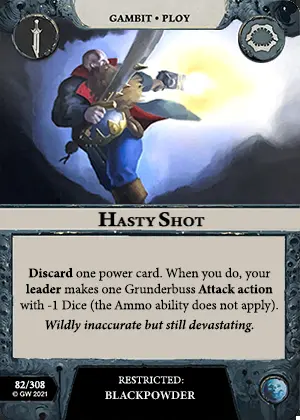 GAMBIT • PLOY
HASTY SHOT
Discard one power card. When you do, your
leader makes one Grunderbuss Attack action
with -1 Dice (the Ammo ability does not apply).
Wildly inaccurate but still devastating.
82/308
© GW 2021
RESTRICTED:
BLACKPOWDER